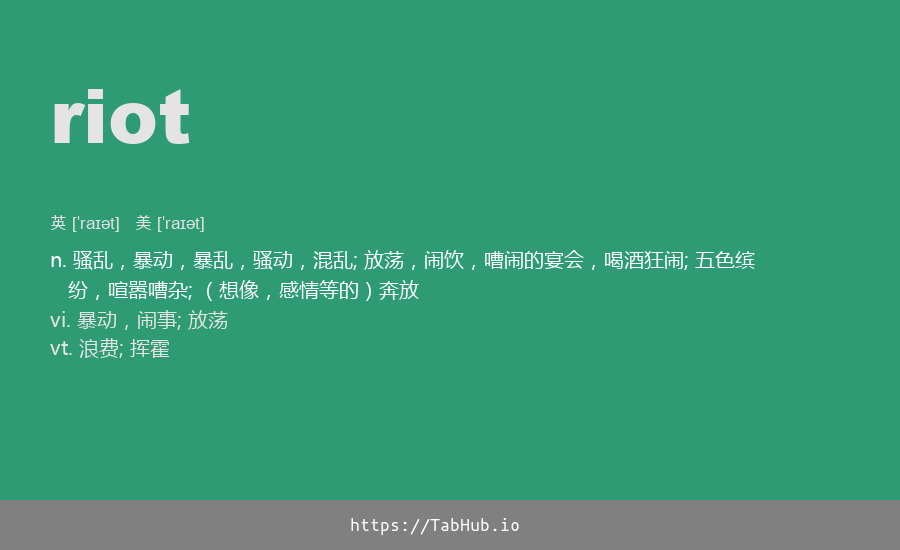 riot
英 [ˈraɪət] 美 [ˈraɪət]
n. 骚乱，暴动，暴乱，骚动，混乱; 放荡，闹饮，嘈闹的宴会，喝酒狂闹; 五色缤
纷，喧嚣嘈杂; （想像，感情等的）奔放
vi. 暴动，闹事; 放荡
vt. 浪费; 挥霍
https://TabHub.io